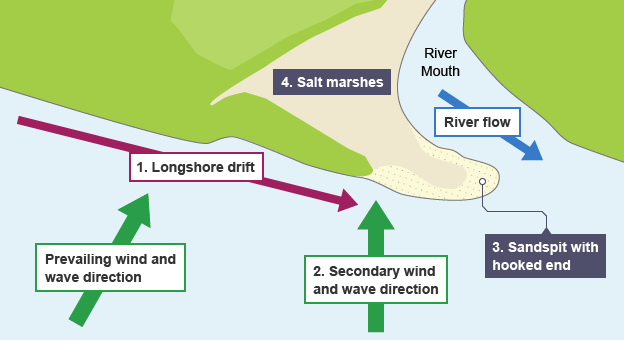 River
Mouth
4. Salt marshes
River flow
1. Longshore drift
Prevailing wind and
wave direction
2. Secondary wind
and wave direction
3. Sandspit with
hooked end